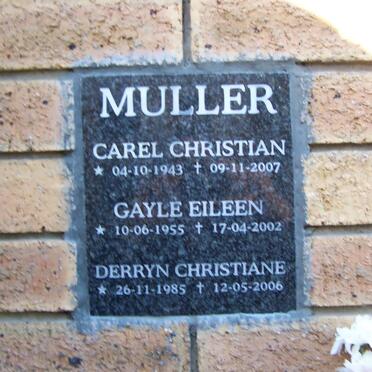 MULLER
CAREL CHRISTIAN
★ 04-10-1943 ✝ 09-11-2007
GAYLE EILEEN
★ 10-06-1955 ✝ 17-04-2002
DERRYN CHRISTIANE
★ 26-11-1985 ✝ 12-05-2006